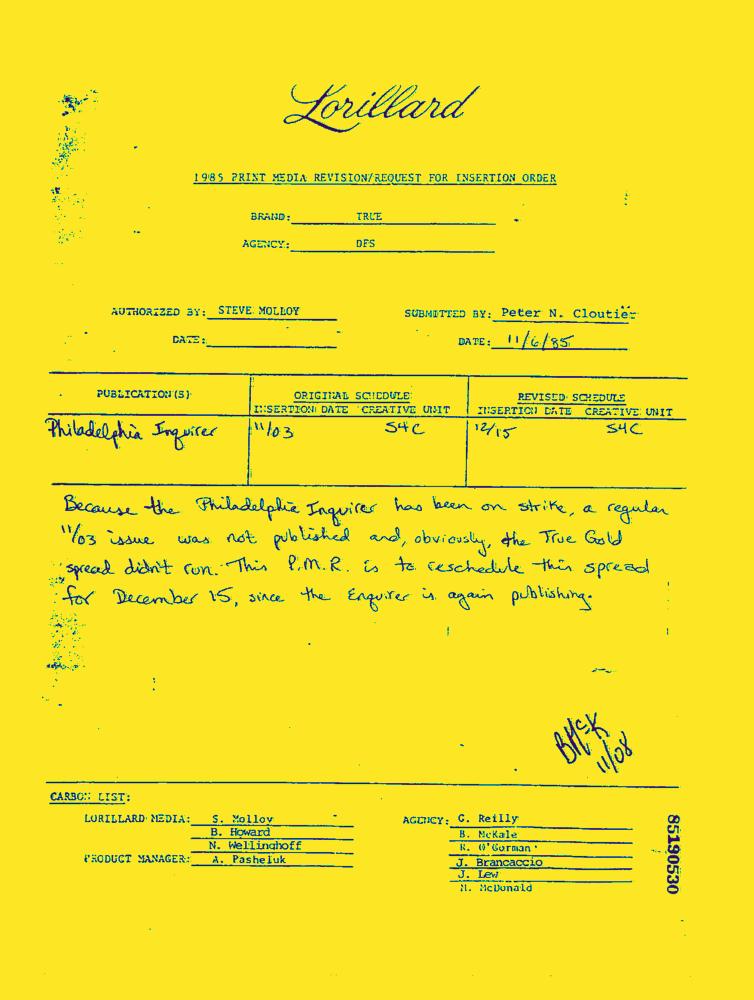 Lorillard
1985 PRINT MEDIA REVISION/REQUEST FOR INSERTION ORDER
BRAND: TRUE
AGENCY: DFS
AUTHORIZED BY: STEVE MOLLOY SUBMITTED BY: Peter N. Cloutier
DATE: DATE: 11/6/85
PUBLICATION(S) ORIGINAL SCHEDULE REVISED SCHEDULE
INSERTION DATE CREATIVE UNIT INSERTION DATE CREATIVE UNIT
Philadelphia Inquirer 11/03 S4C 12/15 S4C
Because the Philadelphia Inquirer has been on strike, a regular
11/03 issue was not published and, obviously, the True Gold
spread didn't run. This P.M.R. is to reschedule this spread
for December 15, since the Enquirer is again publishing.
BMcK
11/08
CARBON LIST:
LORILLARD MEDIA: S. Molloy AGENCY: G. Reilly
B. Howard B. McKale
N. Wellinghoff R. O'Gorman
PRODUCT MANAGER: A. Pasheluk J. Brancaccio
J. Lew
M. McDonald
85190530